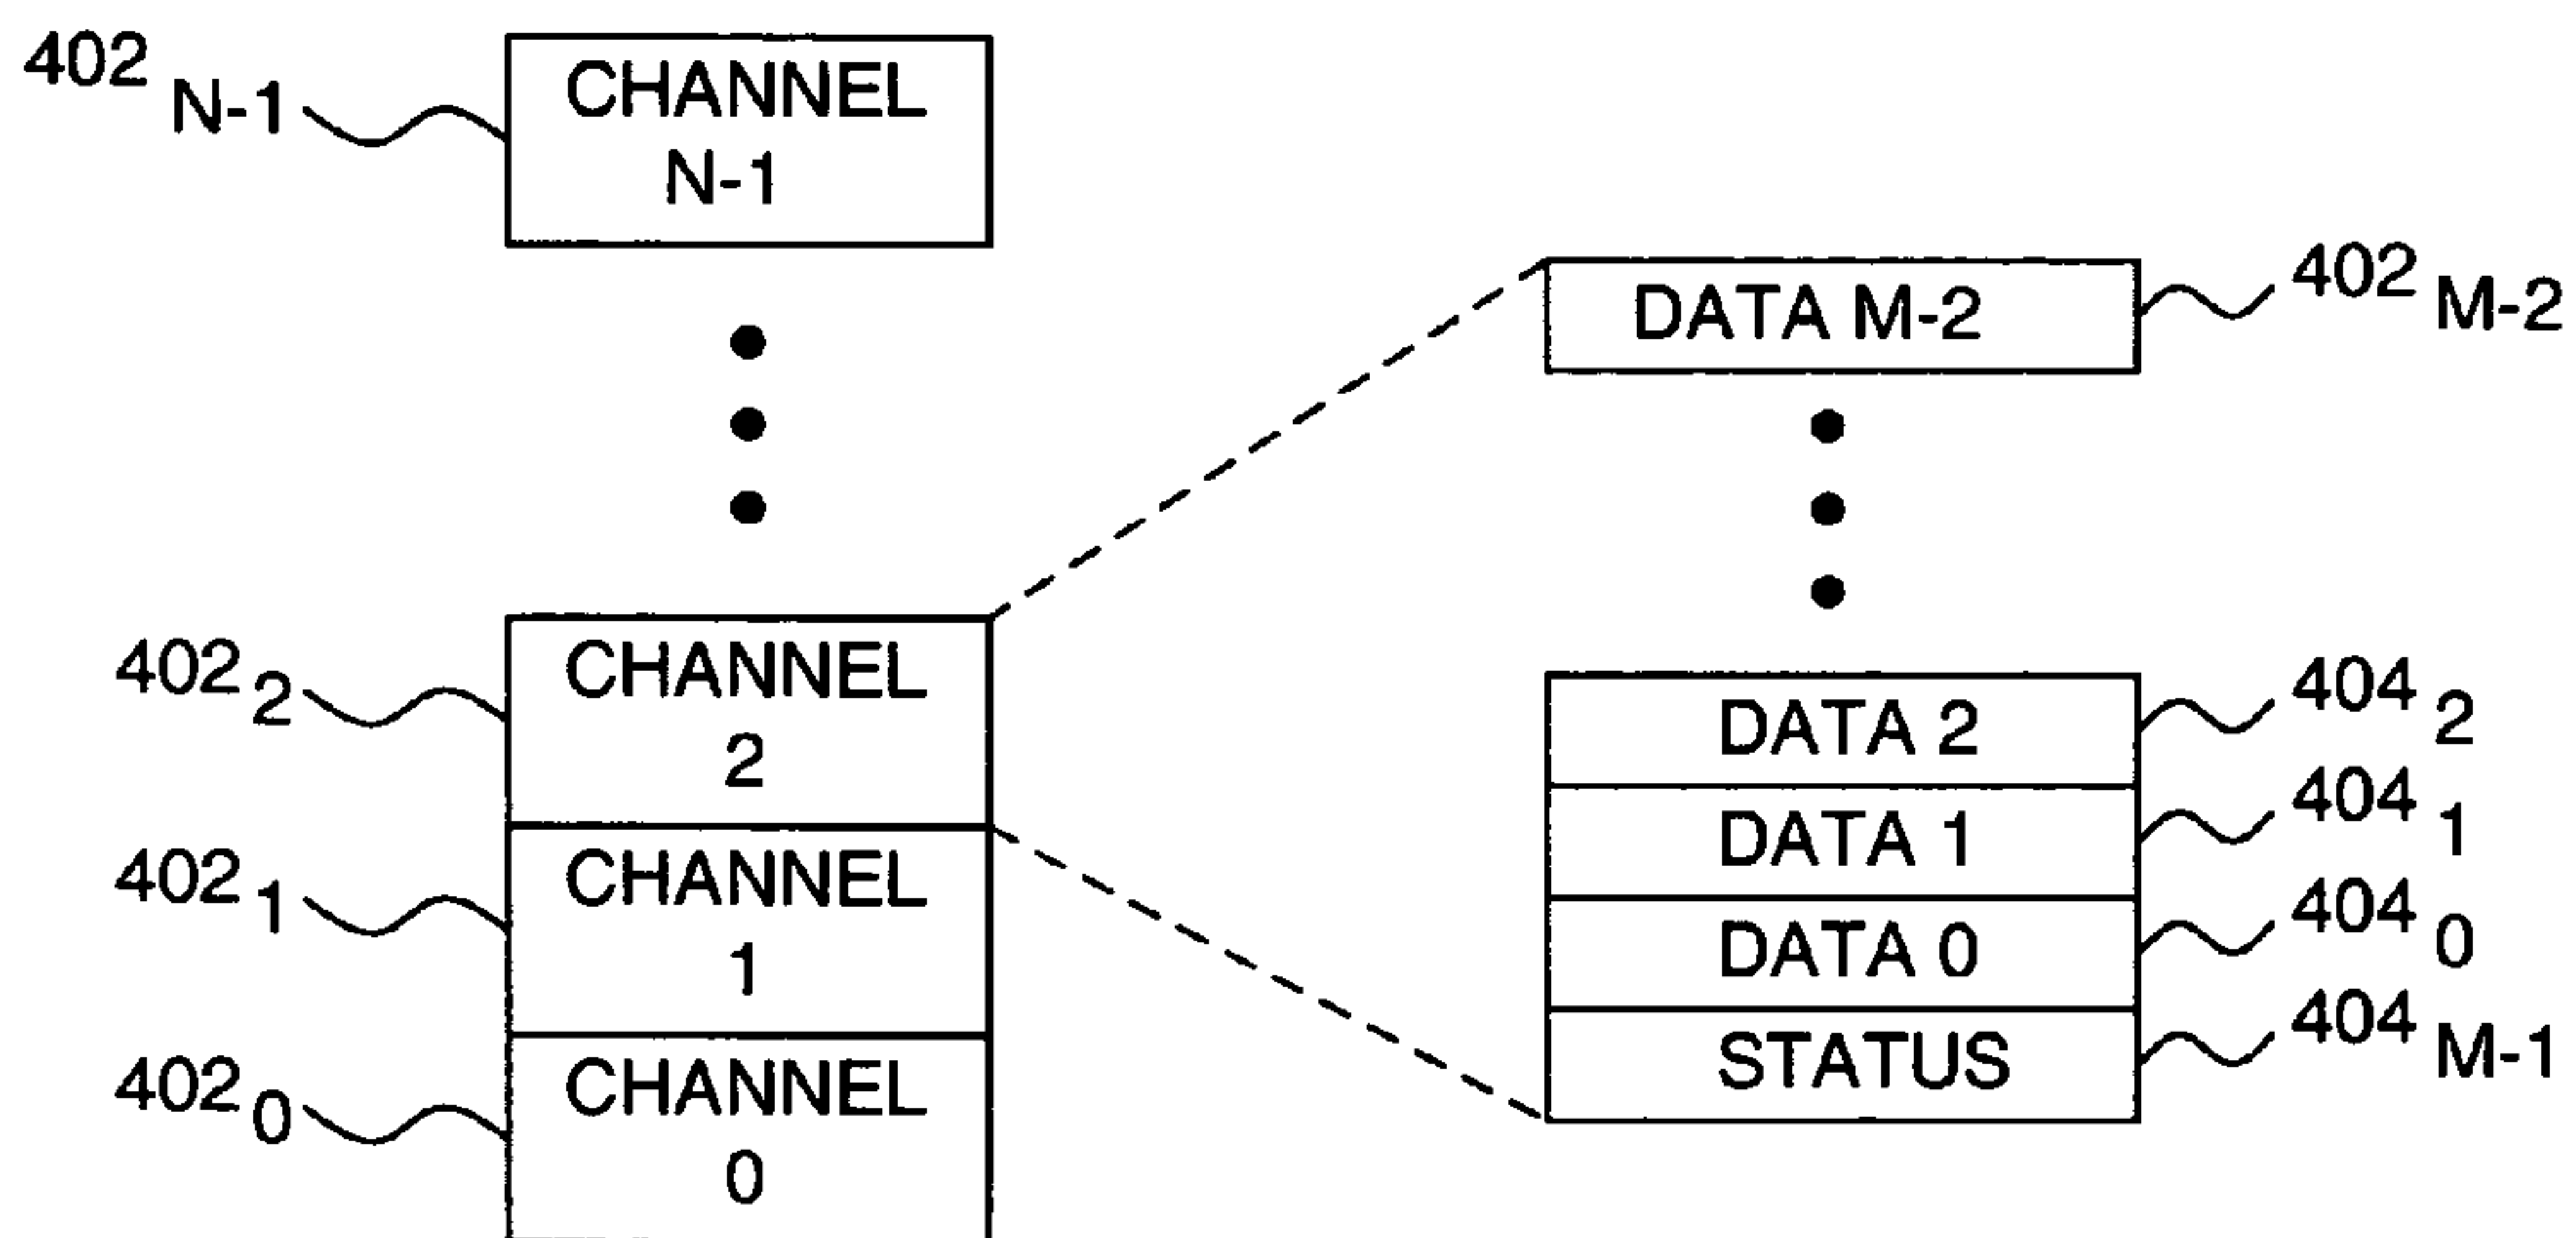 402 N-1
CHANNEL
N-1
DATA M-2
402 M-2
402 2
CHANNEL
2
402 1
CHANNEL
1
402 0
CHANNEL
0
DATA 2
404 2
DATA 1
404 1
DATA 0
404 0
STATUS
404 M-1